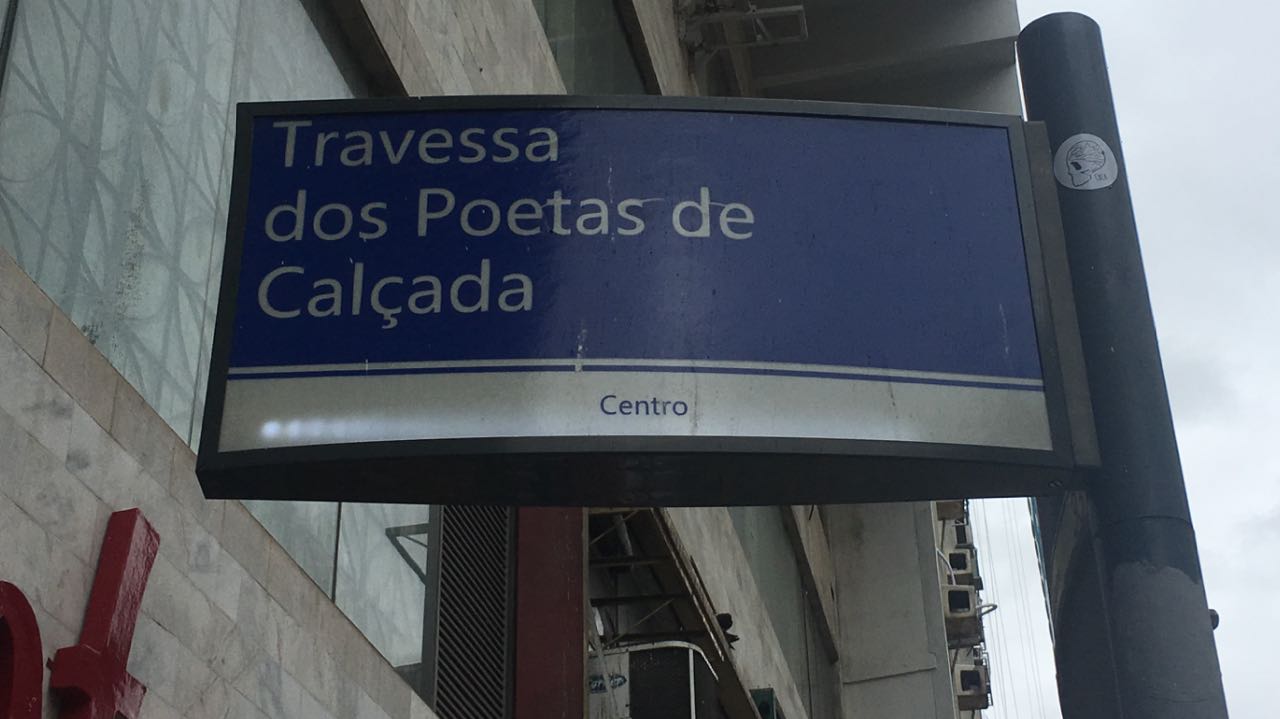 Travessa
dos Poetas de
Calçada
Centro